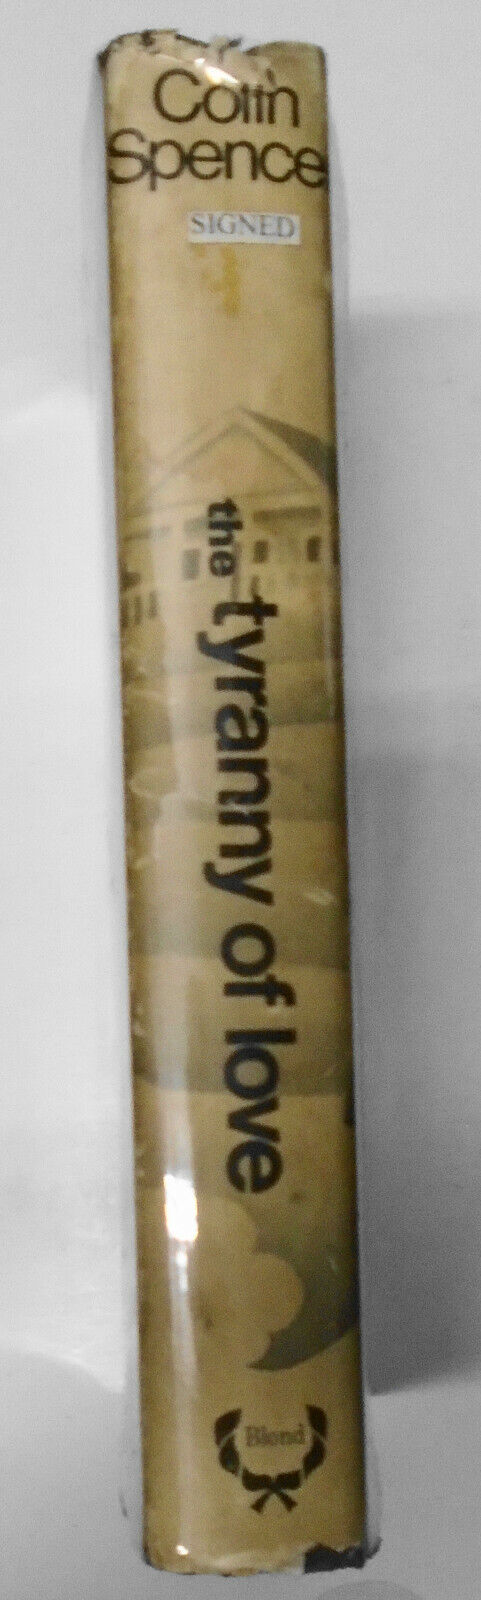 Colin
Spence
SIGNED
the tyranny of love
Blond